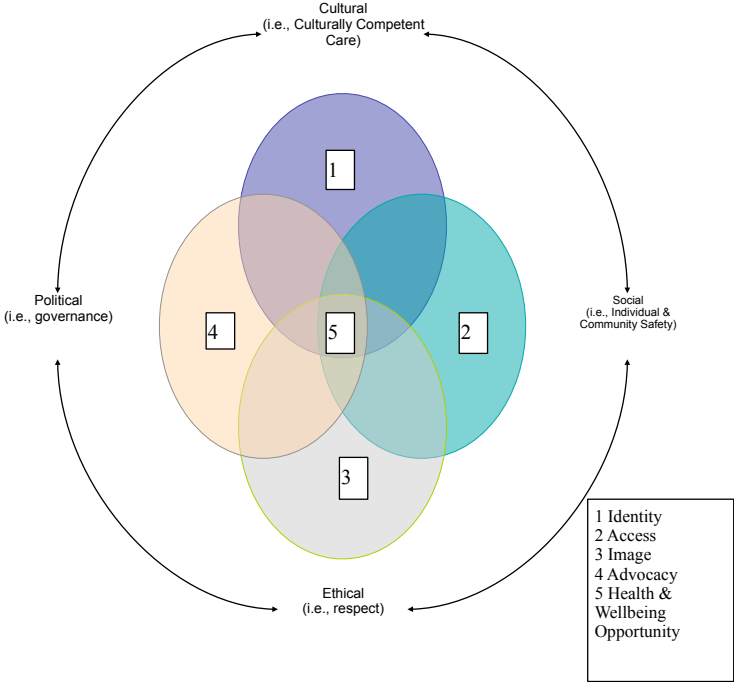 Cultural
(i.e., Culturally Competent
Care)
1
Political
(i.e., governance)
4
5
2
Social
(i.e., Individual &
Community Safety)
3
Ethical
(i.e., respect)
1 Identity
2 Access
3 Image
4 Advocacy
5 Health &
Wellbeing
Opportunity